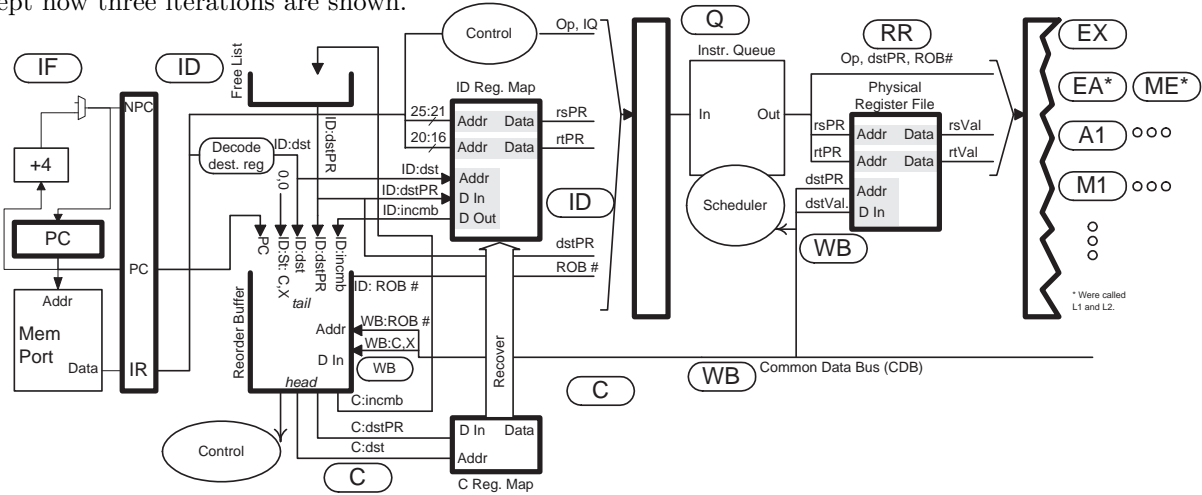 ept now three iterations are shown.
IF
ID
Free List
Control
Op, IQ
Q
RR
EX
Instr. Queue
Op, dstPR, ROB#
ID Reg. Map
EA*
ME*
NPC
25:21
Addr
Data
rsPR
In
Out
Physical
Register File
20:16
Addr
Data
rtPR
rsPR
Addr
Data
rsVal
A1
Decode
dest. reg
ID:dst
ID:dstPR
+4
rtPR
Addr
Data
rtVal
0,0
ID:dst
Addr
ID:dstPR
D In
ID
dstPR
Addr
M1
ID:incmb
D Out
Scheduler
dstVal.
D In
PC
PC
ID:St: C,X
ID:dst
ID:dstPR
ID:incmb
dstPR
WB
PC
ROB #
ID: ROB #
tail
Addr
Mem
Port
Data
IR
Reorder Buffer
Addr
WB:ROB #
D In
WB:C,X
WB
head
Recover
* Were called
L1 and L2.
WB
Common Data Bus (CDB)
C
C:incmb
C:dstPR
D In
Data
Control
C:dst
Addr
C
C Reg. Map